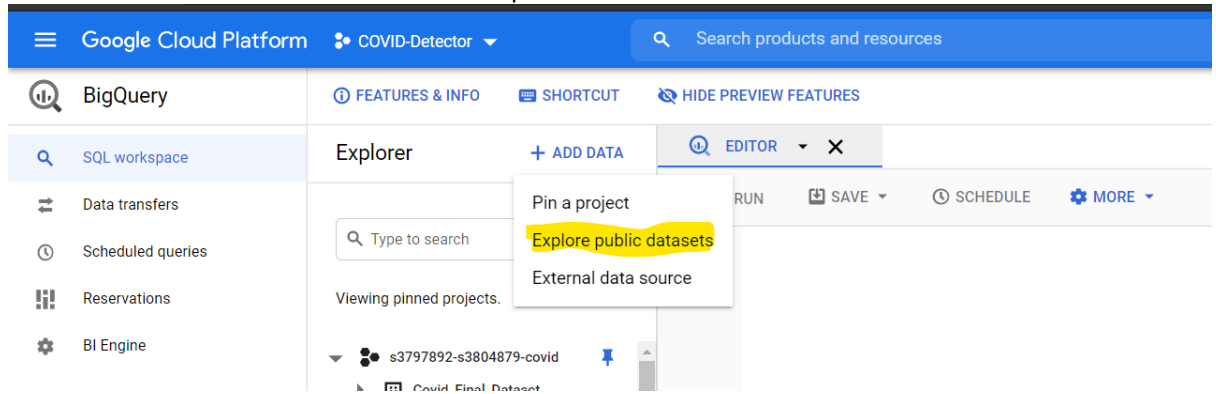 Google Cloud Platform COVID-Detector Search products and resources
BigQuery FEATURES & INFO SHORTCUT HIDE PREVIEW FEATURES
SQL workspace
Data transfers
Scheduled queries
Reservations
BI Engine
Explorer + ADD DATA
Type to search
Viewing pinned projects.
s3797892-s3804879-covid
Covid_Final_Dataset
Pin a project
Explore public datasets
External data source
EDITOR
RUN SAVE SCHEDULE MORE